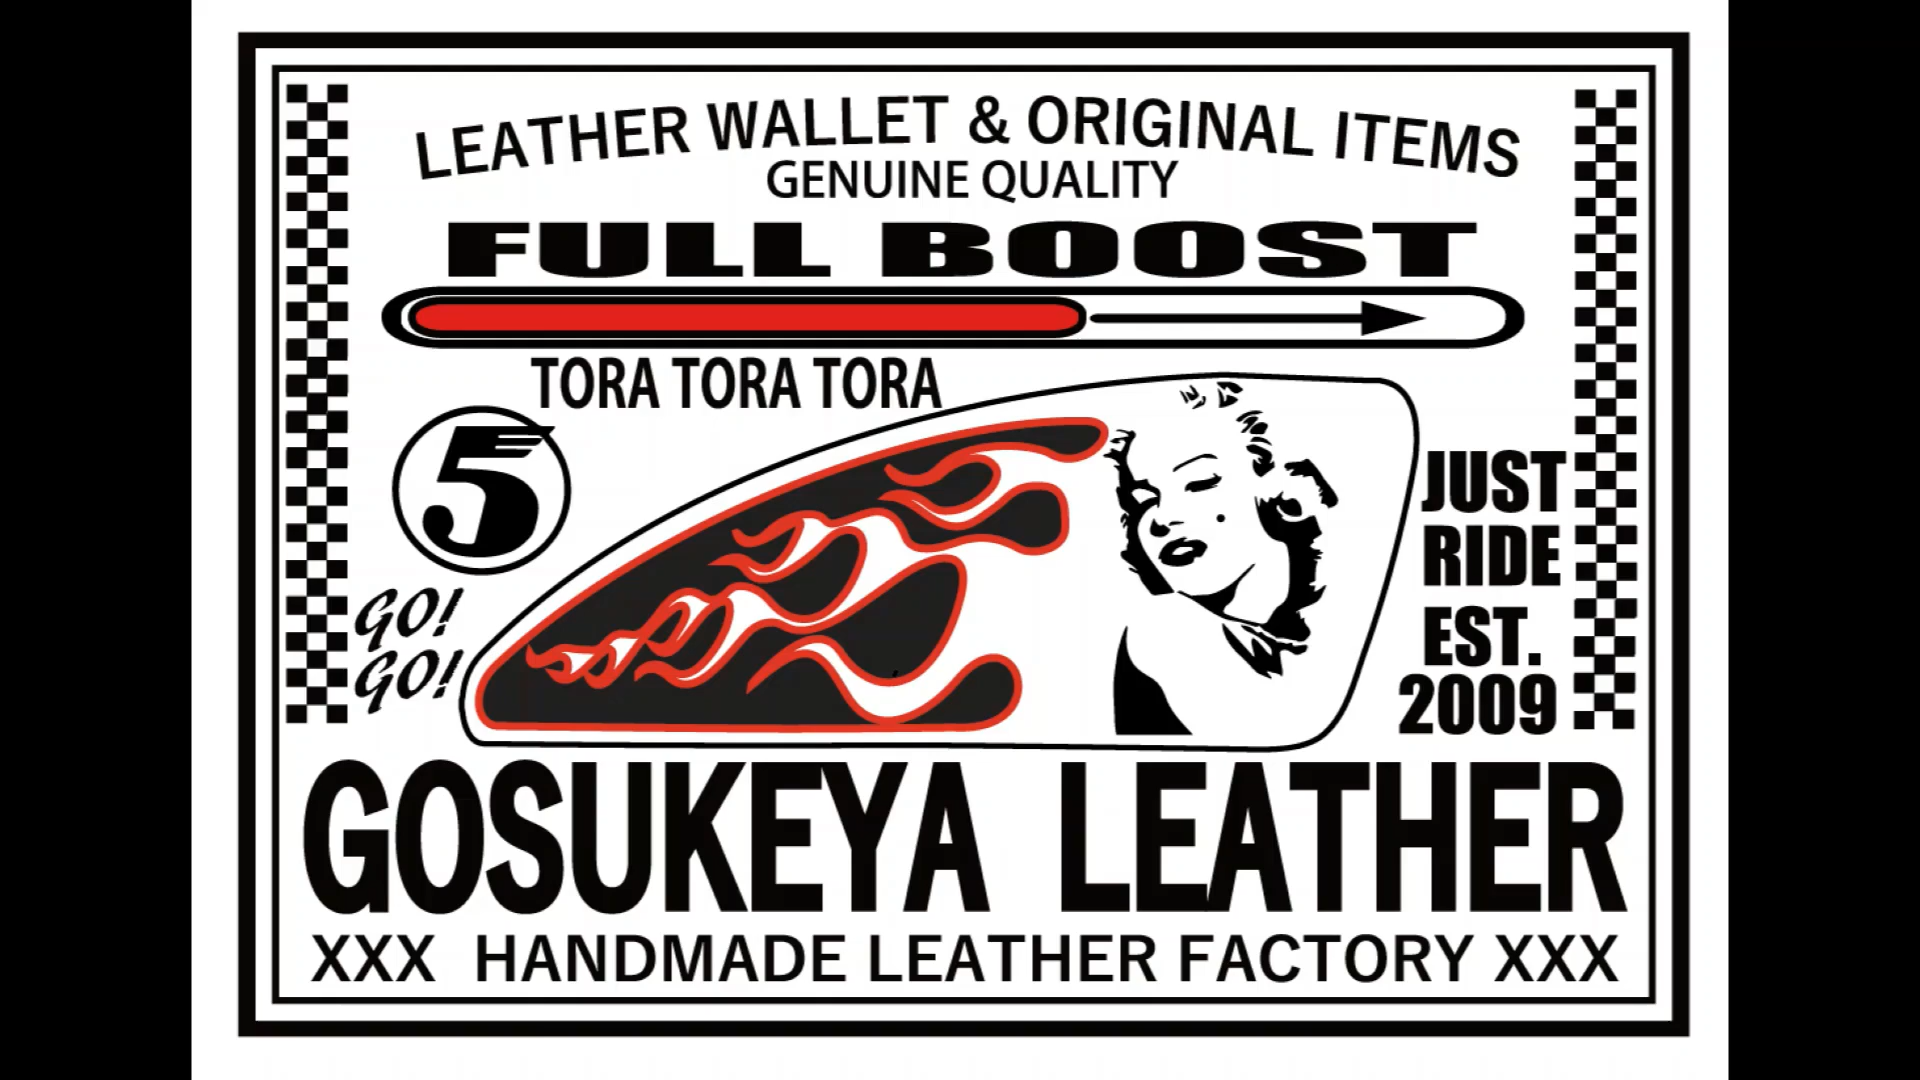 LEATHER WALLET & ORIGINAL ITEMS
GENUINE QUALITY
FULL BOOST
TORA TORA TORA
5
GO!
GO!
JUST
RIDE
EST.
2009
GOSUKEYA LEATHER
XXX HANDMADE LEATHER FACTORY XXX